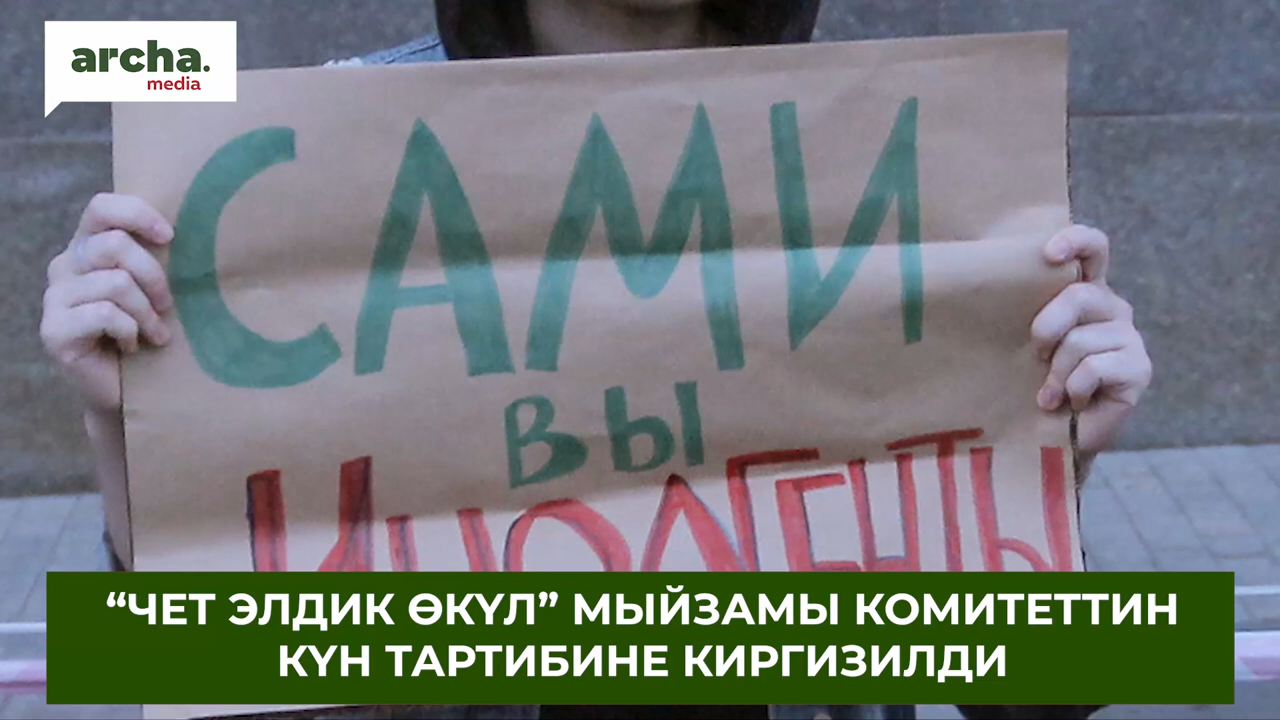 archa.
media
САМИ
ВЫ
ИНОАГЕНТЫ
“ЧЕТ ЭЛДИК ӨКҮЛ” МЫЙЗАМЫ КОМИТЕТТИН
КҮН ТАРТИБИНЕ КИРГИЗИЛДИ